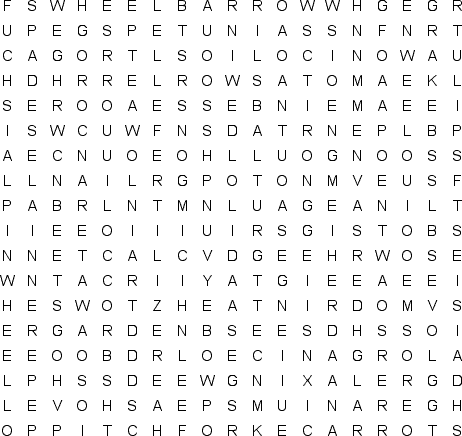 F S W H E E L B A R R O W W H G E G R
U P E G S P E T U N I A S S N F N R T
C A G O R T L S O I L O C I N O W A U
H D H R R E L R O W S A T O M A E K L
S E R O O A E S S E B N I E M A E E I
I S W C U W F N S D A T R N E P L B P
A E C N U O E O H L L U O G N O O S S
L L N A I L R G P O T O N M V E U S F
P A B R L N T M N L U A G E A N I L T
I I E E O I I I U I R S G I S T O B S
N N E T C A L C V D G E E H R W O S E
W N T A C R I I Y A T G I E E A E E I
H E S W O T Z H E A T N I R D O M V S
E R G A R D E N B S E E S D H S S O I
E E O O B D R L O E C I N A G R O L A
L P H S S D E E W G N I X A L E R G D
L E V O H S A E P S M U I N A R E G H
O P P I T C H F O R K E C A R R O T S